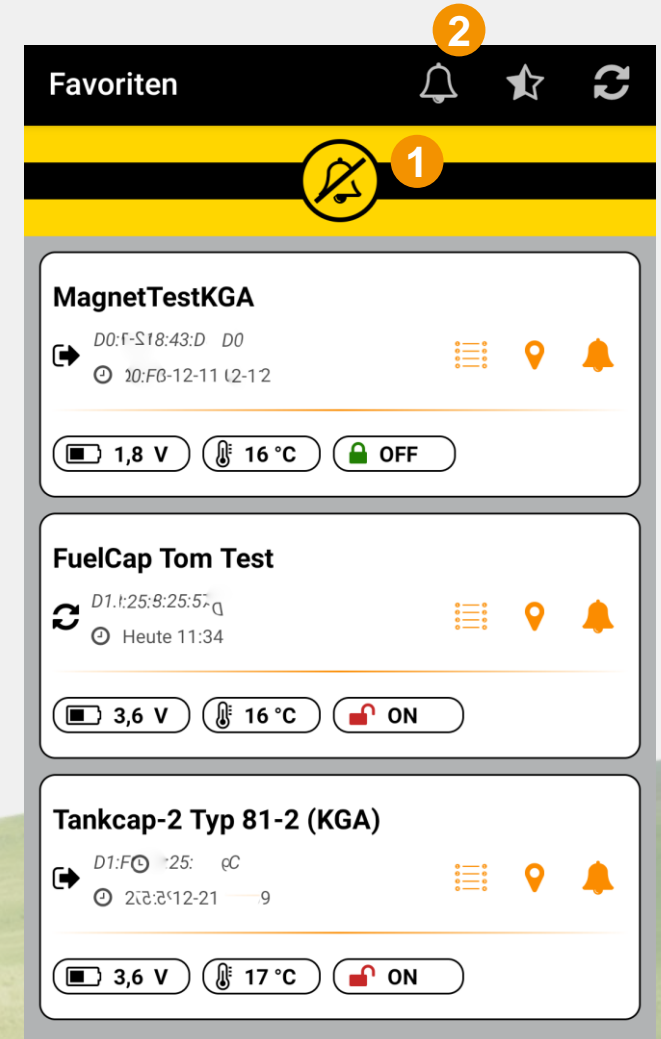 2
Favoriten
1
MagnetTestKGA
1,8 V 16 °C OFF
FuelCap Tom Test
Heute 11:34
3,6 V 16 °C ON
Tankcap-2 Typ 81-2 (KGA)
3,6 V 17 °C ON